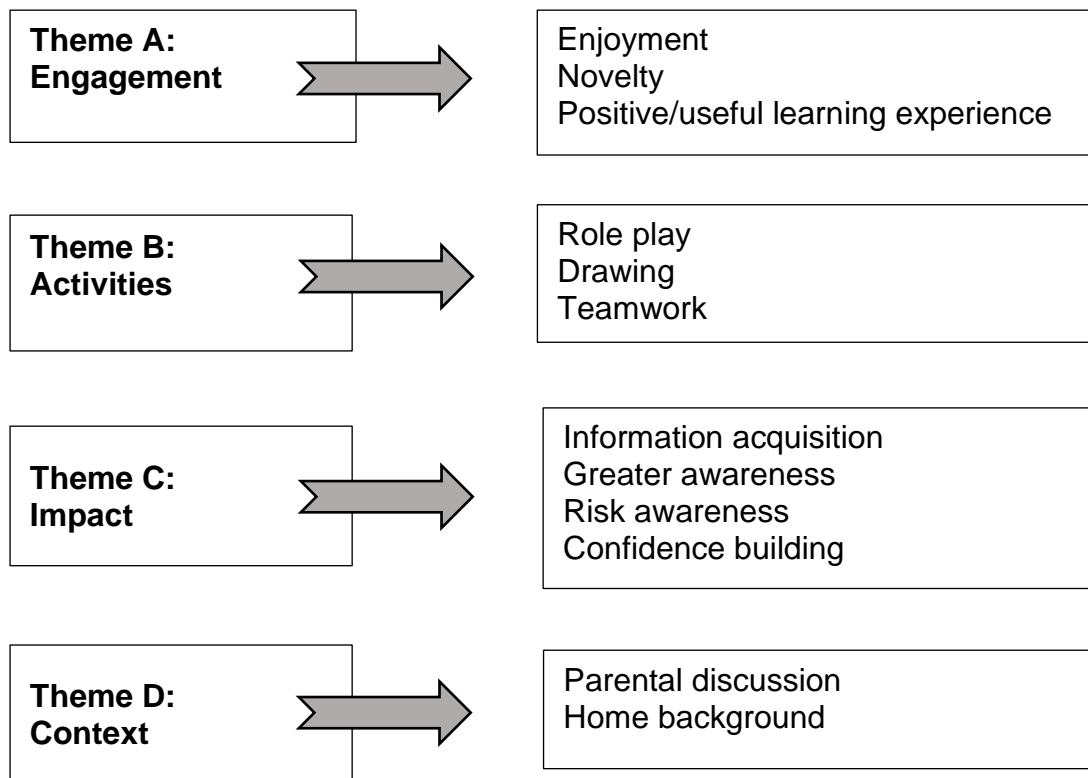 Theme A:
Engagement
Enjoyment
Novelty
Positive/useful learning experience
Theme B:
Activities
Role play
Drawing
Teamwork
Theme C:
Impact
Information acquisition
Greater awareness
Risk awareness
Confidence building
Theme D:
Context
Parental discussion
Home background